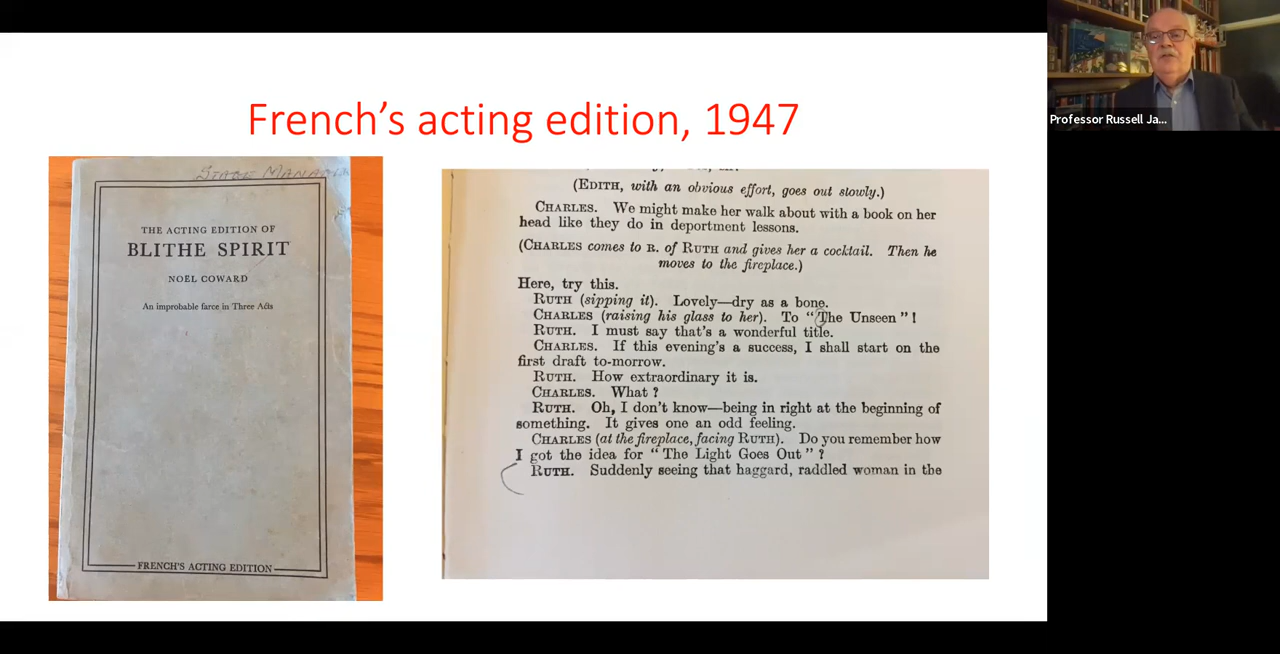 French's acting edition, 1947
STAGE MANAGER
THE ACTING EDITION OF
BLITHE SPIRIT
NOEL COWARD
An improbable farce in Three Acts
FRENCH'S ACTING EDITION
(EDITH, with an obvious effort, goes out slowly.)
CHARLES. We might make her walk about with a book on her
head like they do in deportment lessons.
(CHARLES comes to R. of RUTH and gives her a cocktail. Then he
moves to the fireplace.)
Here, try this.
RUTH (sipping it). Lovely—dry as a bone.
CHARLES (raising his glass to her). To "The Unseen"!
RUTH. I must say that's a wonderful title.
CHARLES. If this evening's a success, I shall start on the
first draft to-morrow.
RUTH. How extraordinary it is.
CHARLES. What?
RUTH. Oh, I don't know—being in right at the beginning of
something. It gives one an odd feeling.
CHARLES (at the fireplace, facing RUTH). Do you remember how
I got the idea for "The Light Goes Out"?
RUTH. Suddenly seeing that haggard, raddled woman in the
Professor Russell Ja...